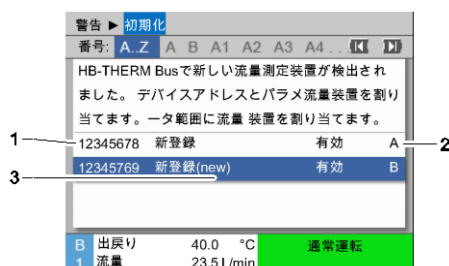 警告 ▶ 初期化
番号: A..Z A B A1 A2 A3 A4 . .
HB-THERM Busで新しい流量測定装置が検出され
ました。 デバイスアドレスとパラメ流量装置を割り
当てます。ータ範囲に流量 装置を割り当てます。
1 12345678 新登録 有効 A 2
12345769 新登録(new) 有効 B
3
B 出戻り 40.0 °C 通常運転
1 流量 23.5 L/min